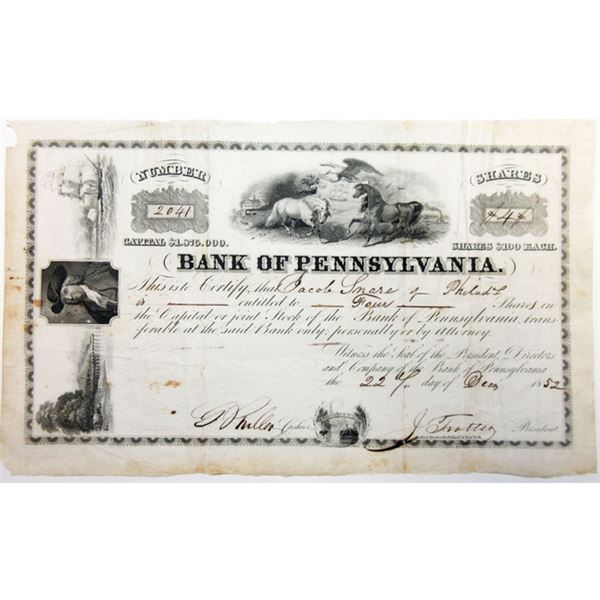 NUMBER
2041
SHARES
4
CAPITAL $1.875.000.
SHARES $100 EACH.
BANK OF PENNSYLVANIA.
This is to Certify, that Jacob Snare of Philada
is entitled to Four Shares in
the Capital or joint Stock of the Bank of Pennsylvania, trans-
ferable at the said Bank only, personally or by Attorney.
Witness the Seal of the President, Directors
and Company of the Bank of Pennsylvania
the 22 day of Dec 1852
Cashier
J. Trotter President.